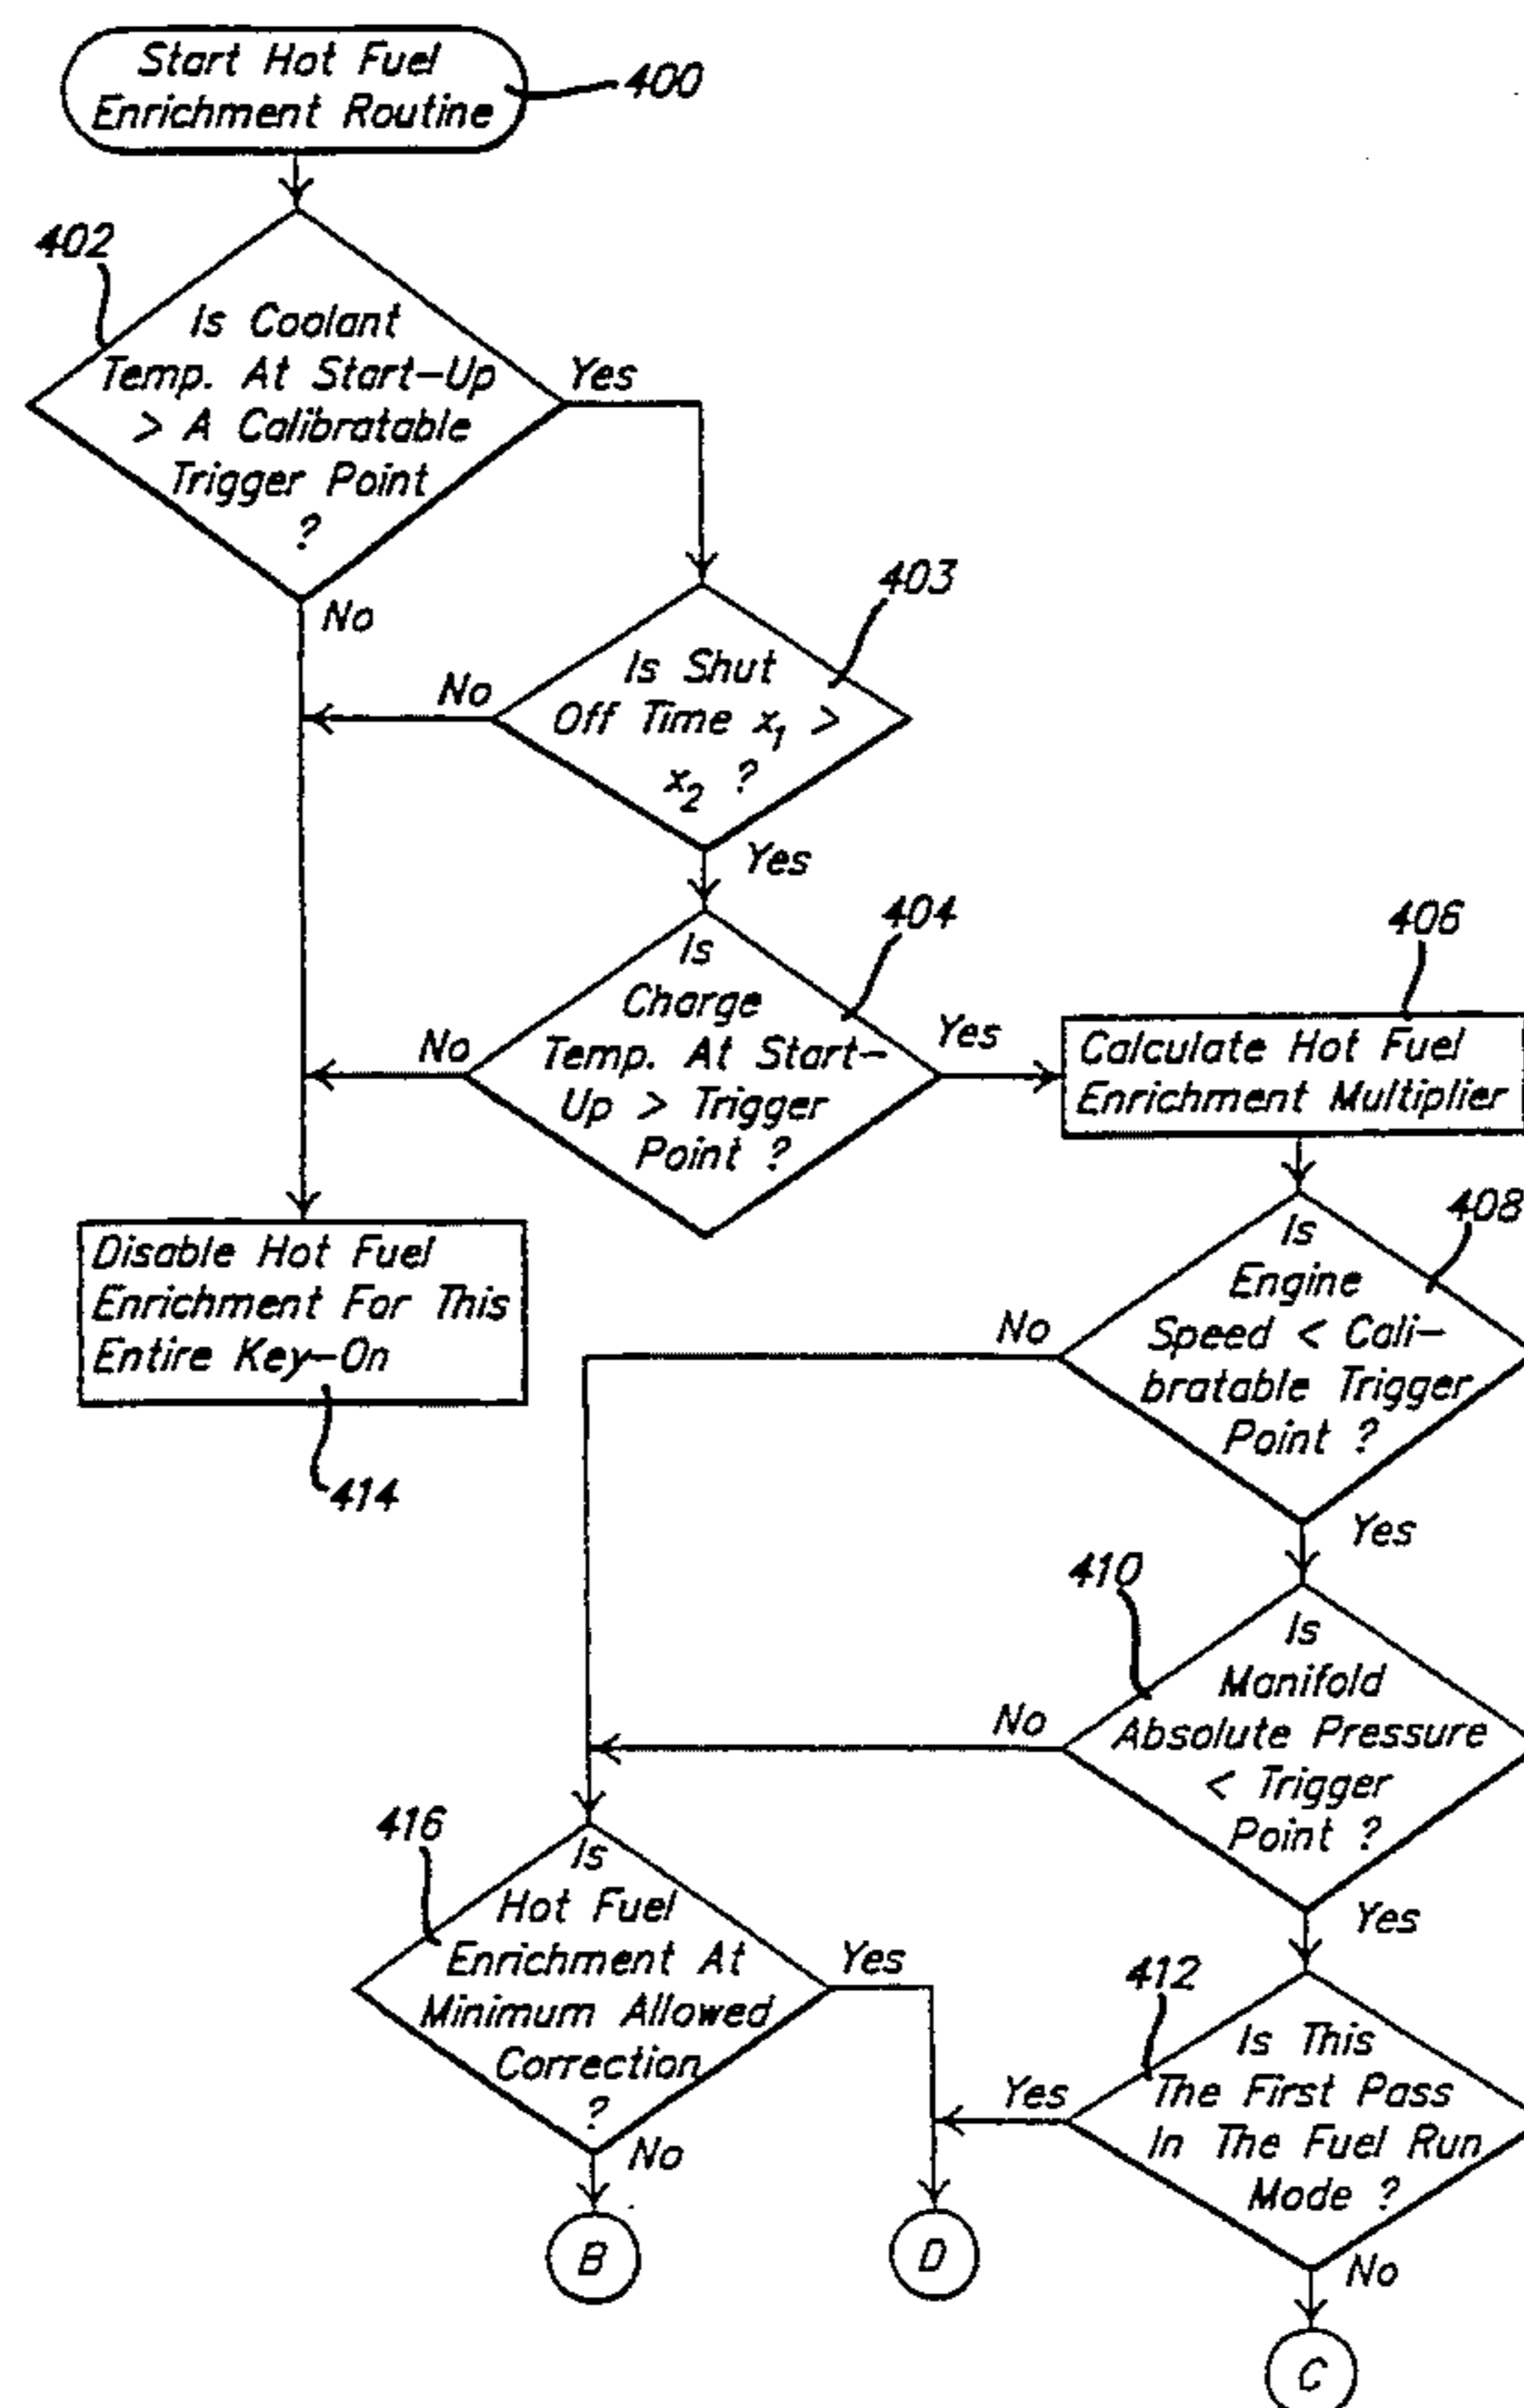 Start Hot Fuel
Enrichment Routine
400
402
Is Coolant
Temp. At Start-Up
> A Calibratable
Trigger Point
?
Yes
No
403
Is Shut
Off Time x1 >
x2 ?
No
Yes
404
Is
Charge
Temp. At Start-
Up > Trigger
Point ?
No
Yes
406
Calculate Hot Fuel
Enrichment Multiplier
Disable Hot Fuel
Enrichment For This
Entire Key-On
414
408
Is
Engine
Speed < Cali-
bratable Trigger
Point ?
No
Yes
410
Is
Manifold
Absolute Pressure
< Trigger
Point ?
No
Yes
416
Is
Hot Fuel
Enrichment At
Minimum Allowed
Correction
?
Yes
No
412
Is This
The First Pass
In The Fuel Run
Mode ?
Yes
No
B
D
C